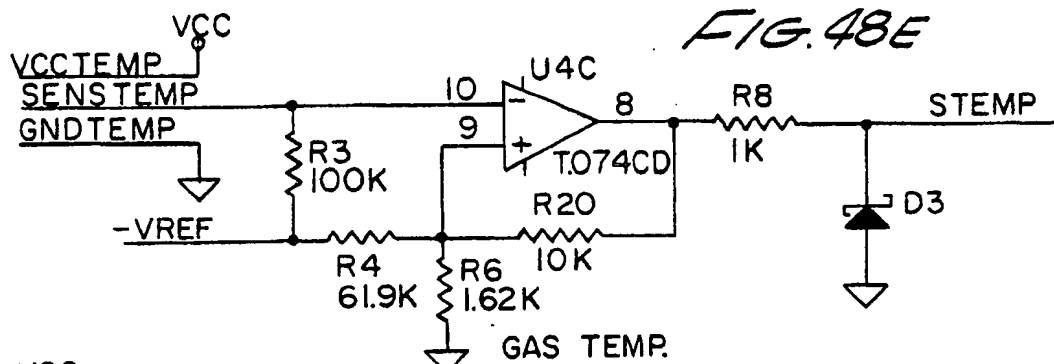 FIG. 48E
VCC
VCCTEMP
SENSTEMP
GNDTEMP
10
9
U4C
-
+
8
T.074CD
R3
100K
R8
1K
STEMP
D3
-VREF
R4
61.9K
R6
1.62K
R20
10K
GAS TEMP.